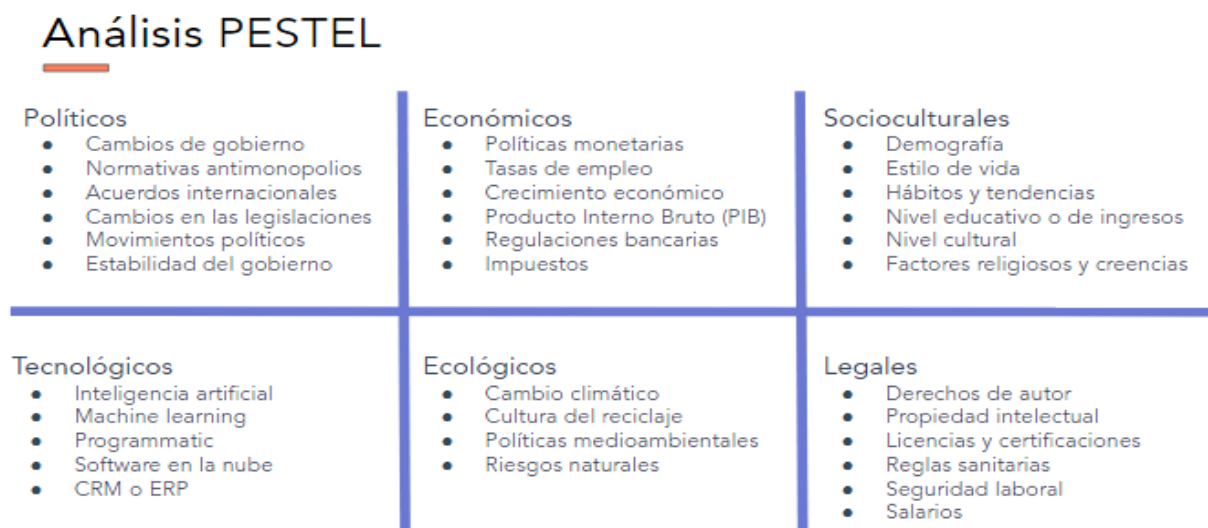 Análisis PESTEL
Políticos
● Cambios de gobierno
● Normativas antimonopolios
● Acuerdos internacionales
● Cambios en las legislaciones
● Movimientos políticos
● Estabilidad del gobierno
Económicos
● Políticas monetarias
● Tasas de empleo
● Crecimiento económico
● Producto Interno Bruto (PIB)
● Regulaciones bancarias
● Impuestos
Socioculturales
● Demografía
● Estilo de vida
● Hábitos y tendencias
● Nivel educativo o de ingresos
● Nivel cultural
● Factores religiosos y creencias
Tecnológicos
● Inteligencia artificial
● Machine learning
● Programmatic
● Software en la nube
● CRM o ERP
Ecológicos
● Cambio climático
● Cultura del reciclaje
● Políticas medioambientales
● Riesgos naturales
Legales
● Derechos de autor
● Propiedad intelectual
● Licencias y certificaciones
● Reglas sanitarias
● Seguridad laboral
● Salarios